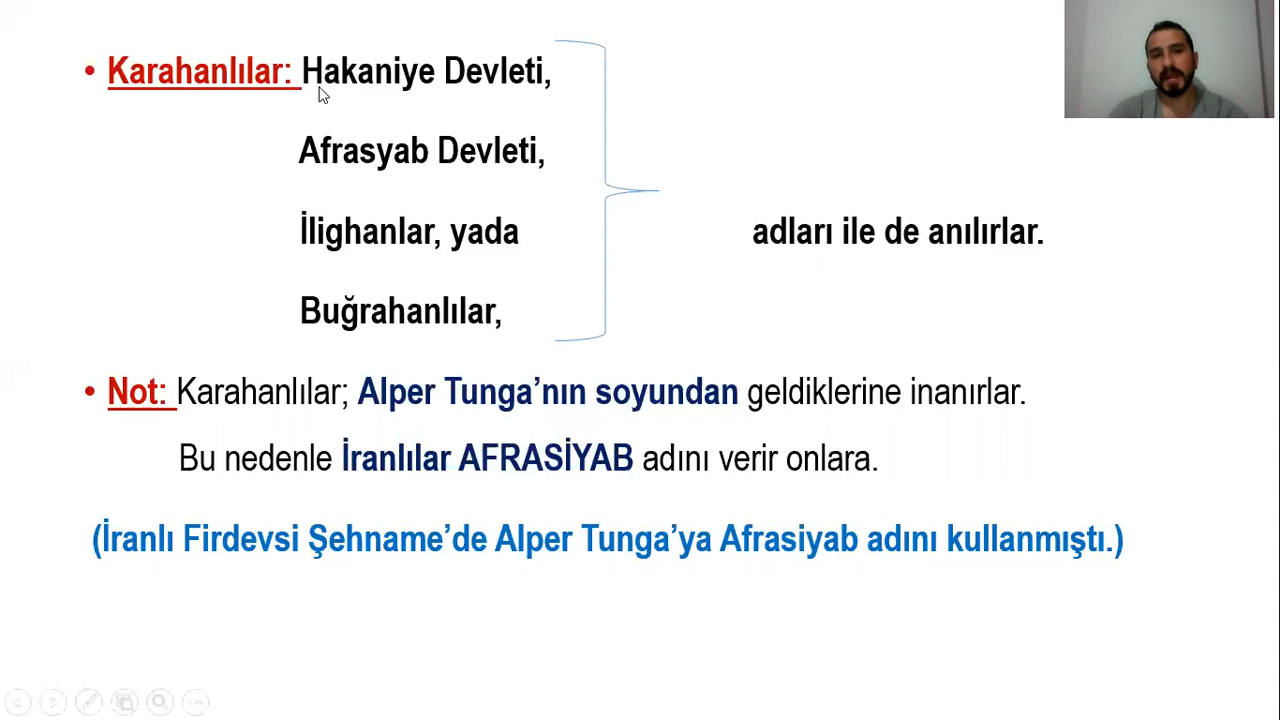 • Karahanlılar: Hakaniye Devleti,
Afrasyab Devleti,
İlighanlar, yada
adları ile de anılırlar.
Buğrahanlılar,
• Not: Karahanlılar; Alper Tunga’nın soyundan geldiklerine inanırlar.
Bu nedenle İranlılar AFRASİYAB adını verir onlara.
(İranlı Firdevsi Şehname’de Alper Tunga’ya Afrasiyab adını kullanmıştı.)